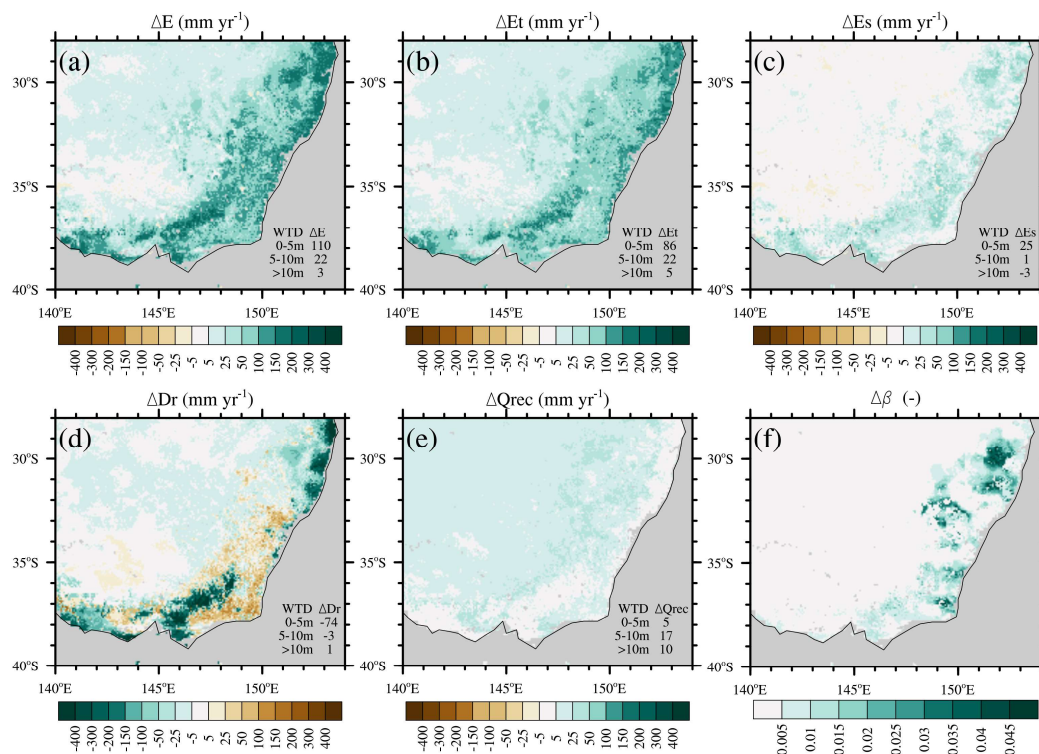 ΔE (mm yr⁻¹)
ΔEt (mm yr⁻¹)
ΔEs (mm yr⁻¹)
(a)
(b)
(c)
30°S
30°S
30°S
35°S
35°S
35°S
WTD ΔE
0-5m 110
5-10m 22
>10m 3
WTD ΔEt
0-5m 86
5-10m 22
>10m 5
WTD ΔEs
0-5m 25
5-10m 1
>10m -3
40°S
40°S
40°S
140°E 145°E 150°E
140°E 145°E 150°E
140°E 145°E 150°E
-400 -300 -200 -150 -100 -50 -25 -5 5 25 50 100 150 200 300 400
-400 -300 -200 -150 -100 -50 -25 -5 5 25 50 100 150 200 300 400
-400 -300 -200 -150 -100 -50 -25 -5 5 25 50 100 150 200 300 400
ΔDr (mm yr⁻¹)
ΔQrec (mm yr⁻¹)
Δβ (-)
(d)
(e)
(f)
30°S
30°S
30°S
35°S
35°S
35°S
WTD ΔDr
0-5m -74
5-10m -3
>10m 1
WTD ΔQrec
0-5m 5
5-10m 17
>10m 10
40°S
40°S
40°S
140°E 145°E 150°E
140°E 145°E 150°E
140°E 145°E 150°E
-400 -300 -200 -150 -100 -50 -25 -5 5 25 50 100 150 200 300 400
-400 -300 -200 -150 -100 -50 -25 -5 5 25 50 100 150 200 300 400
0.005 0.01 0.015 0.02 0.025 0.03 0.035 0.04 0.045